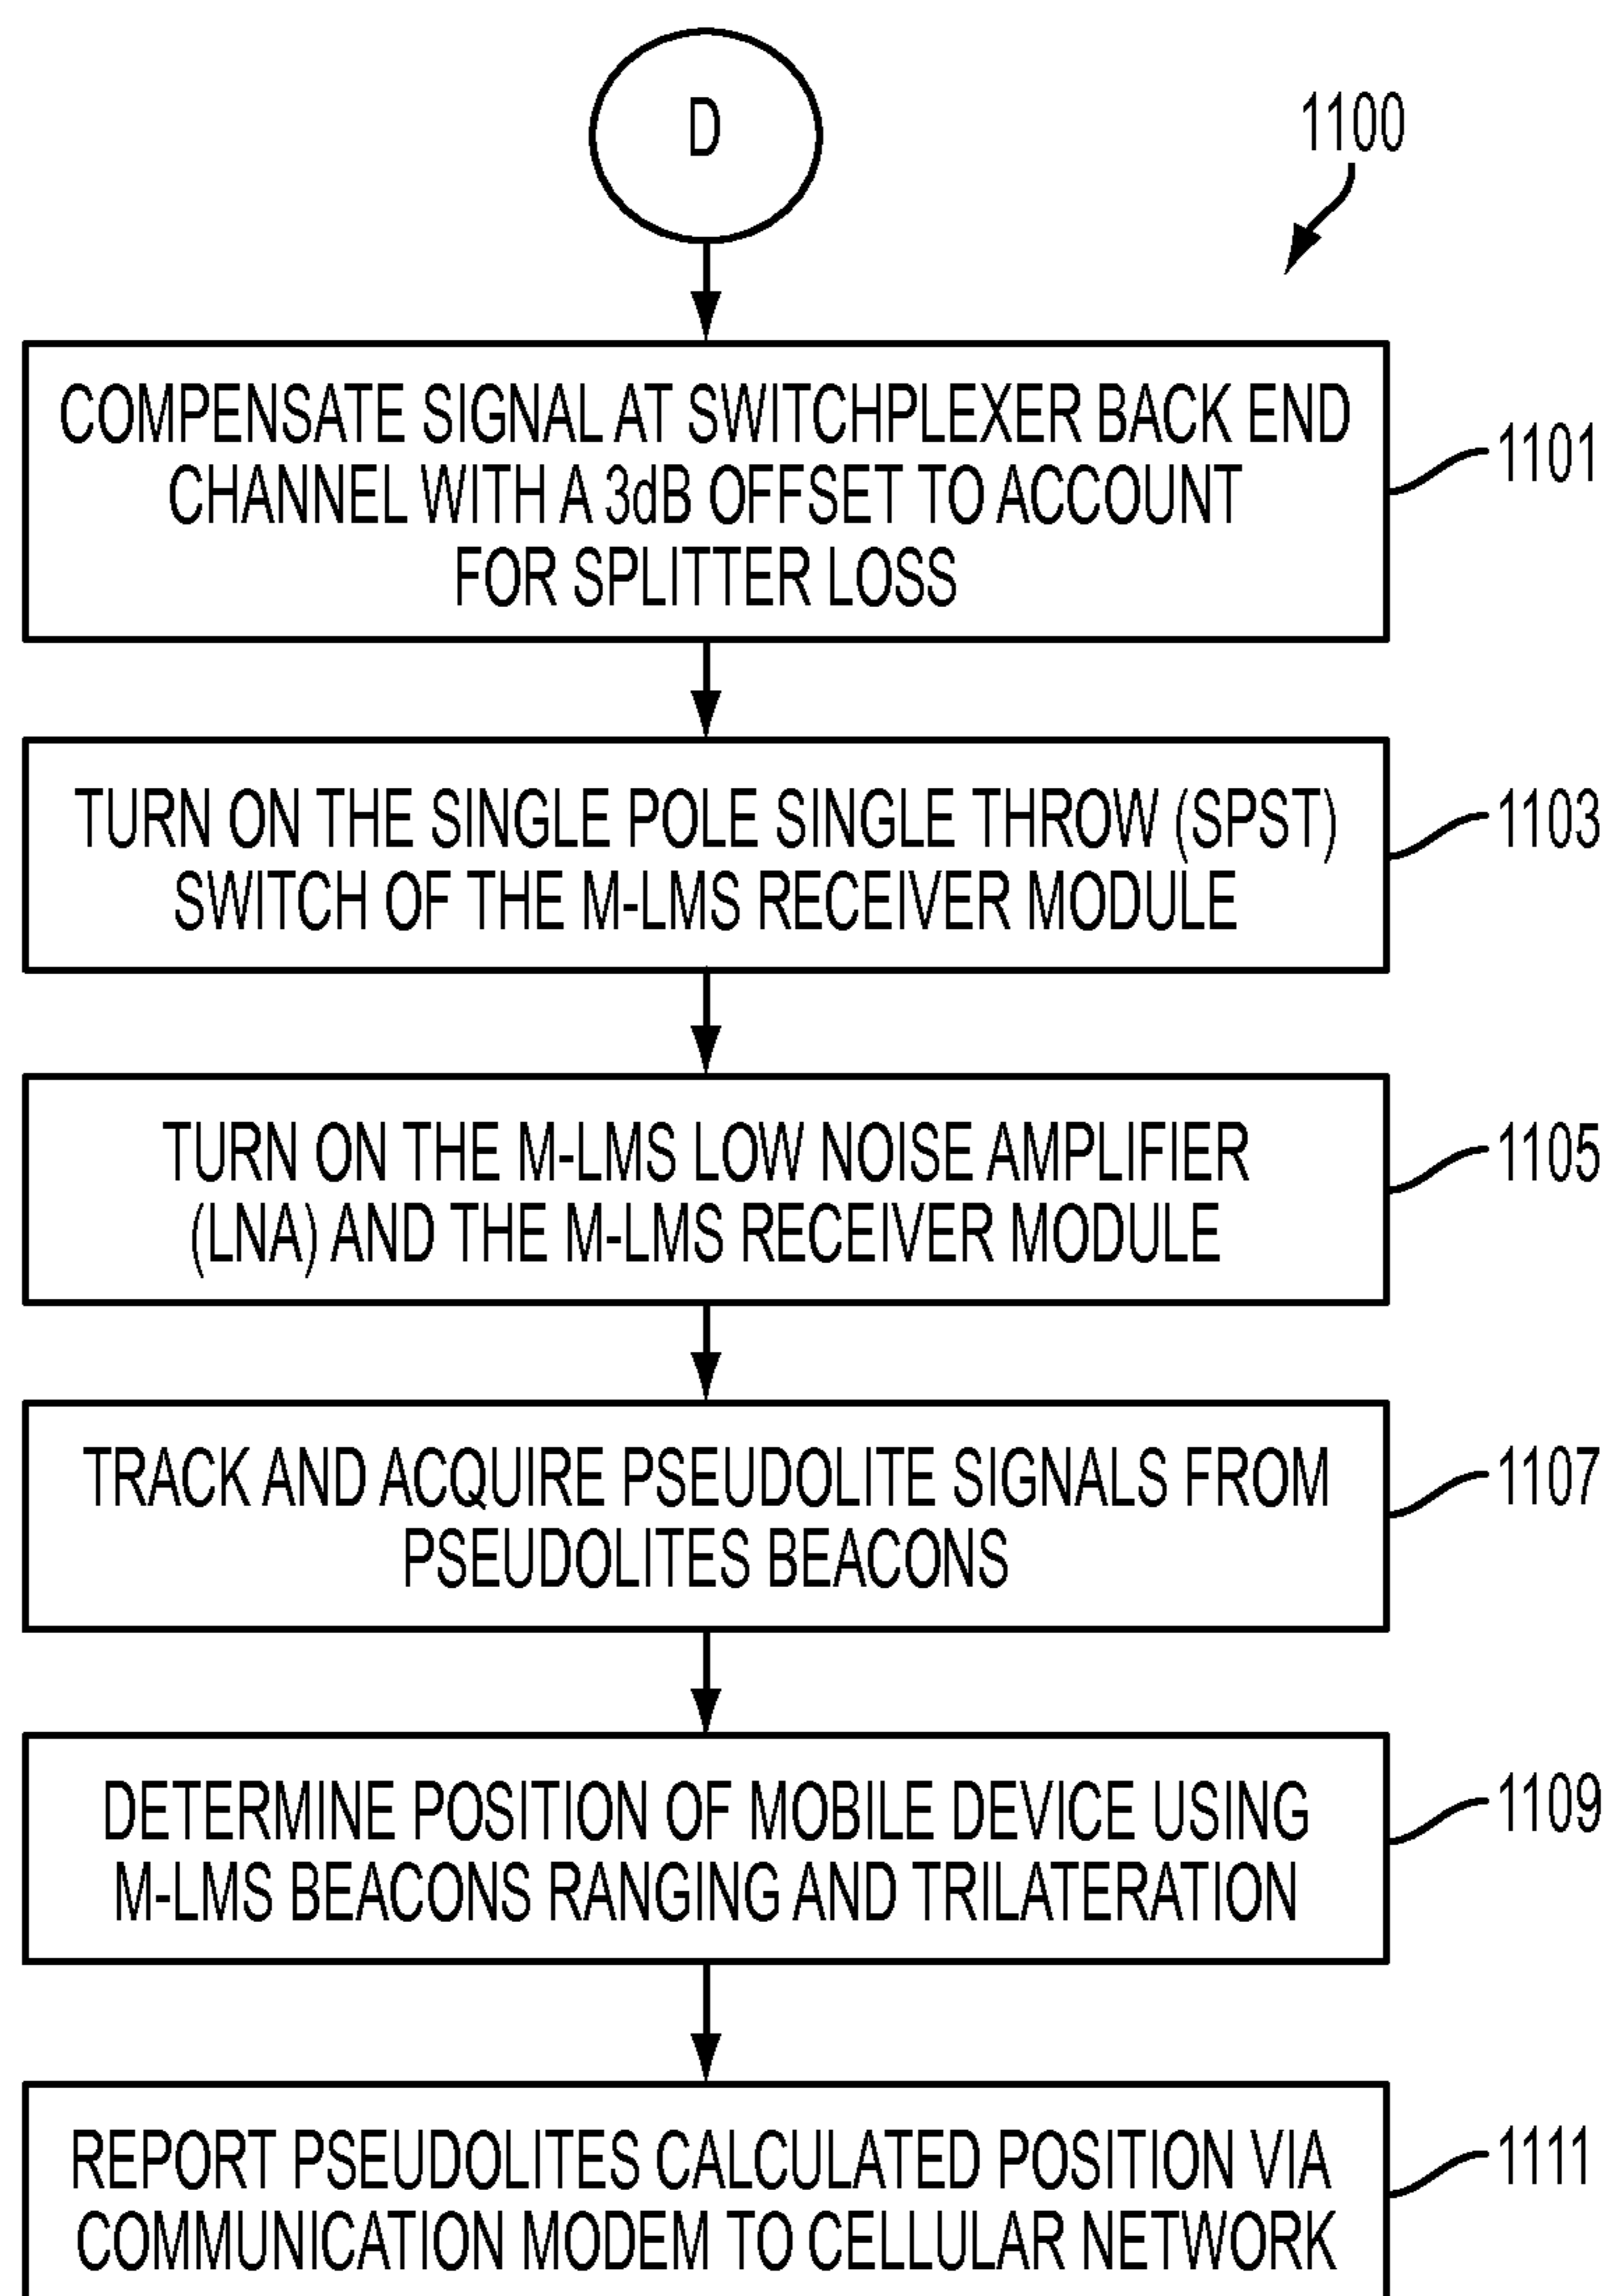 D
1100
COMPENSATE SIGNAL AT SWITCHPLEXER BACK END
CHANNEL WITH A 3dB OFFSET TO ACCOUNT
FOR SPLITTER LOSS
1101
TURN ON THE SINGLE POLE SINGLE THROW (SPST)
SWITCH OF THE M-LMS RECEIVER MODULE
1103
TURN ON THE M-LMS LOW NOISE AMPLIFIER
(LNA) AND THE M-LMS RECEIVER MODULE
1105
TRACK AND ACQUIRE PSEUDOLITE SIGNALS FROM
PSEUDOLITES BEACONS
1107
DETERMINE POSITION OF MOBILE DEVICE USING
M-LMS BEACONS RANGING AND TRILATERATION
1109
REPORT PSEUDOLITES CALCULATED POSITION VIA
COMMUNICATION MODEM TO CELLULAR NETWORK
1111